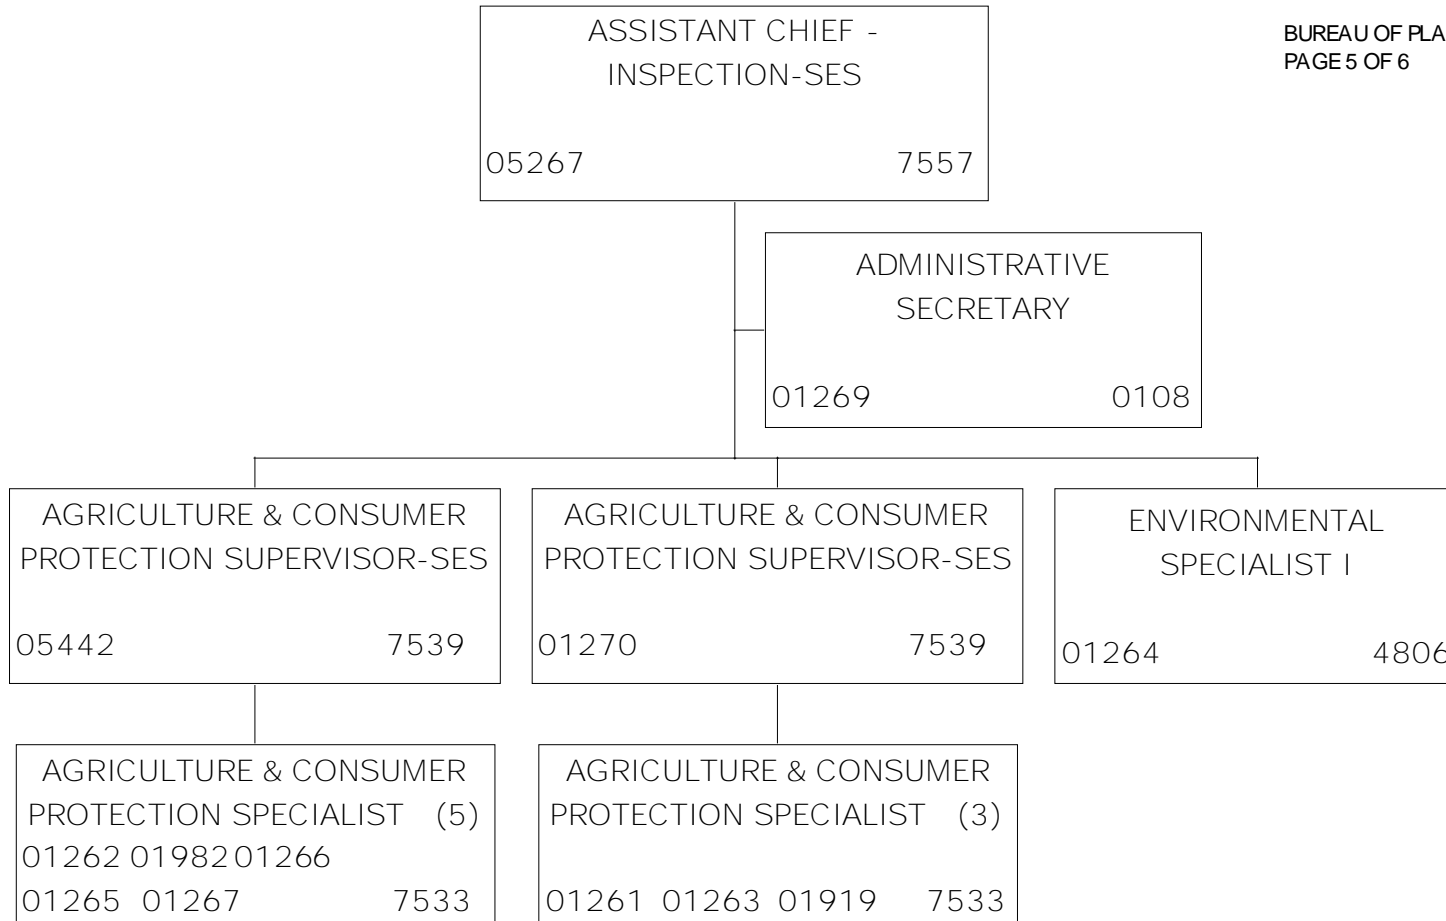 ASSISTANT CHIEF -
INSPECTION-SES
05267 7557
BUREAU OF PLA
PAGE 5 OF 6
ADMINISTRATIVE
SECRETARY
01269 0108
AGRICULTURE & CONSUMER
PROTECTION SUPERVISOR-SES
05442 7539
AGRICULTURE & CONSUMER
PROTECTION SUPERVISOR-SES
01270 7539
ENVIRONMENTAL
SPECIALIST I
01264 4806
AGRICULTURE & CONSUMER
PROTECTION SPECIALIST (5)
01262 01982 01266
01265 01267 7533
AGRICULTURE & CONSUMER
PROTECTION SPECIALIST (3)
01261 01263 01919 7533